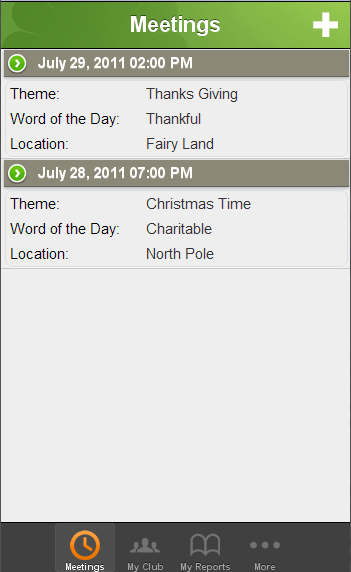 Meetings
July 29, 2011 02:00 PM
Theme: Thanks Giving
Word of the Day: Thankful
Location: Fairy Land
July 28, 2011 07:00 PM
Theme: Christmas Time
Word of the Day: Charitable
Location: North Pole
Meetings My Club My Reports More